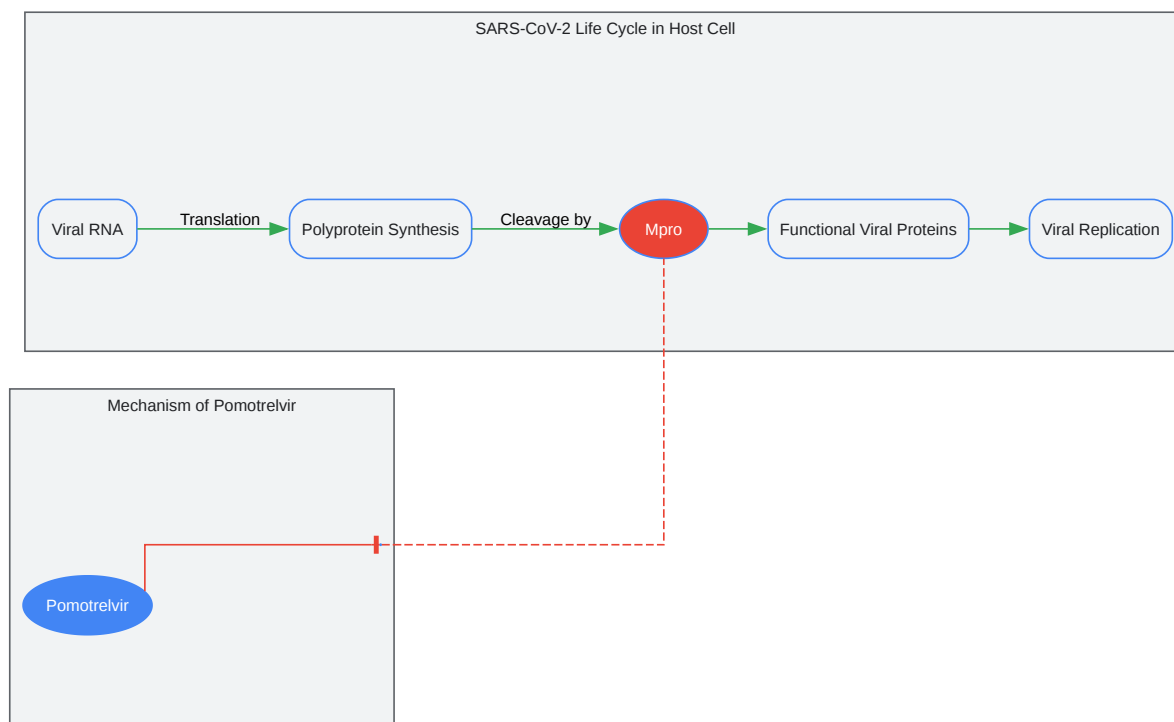 SARS-CoV-2 Life Cycle in Host Cell
Viral RNA
Translation
Polyprotein Synthesis
Cleavage by
Mpro
Functional Viral Proteins
Viral Replication
Mechanism of Pomotrelvir
Pomotrelvir